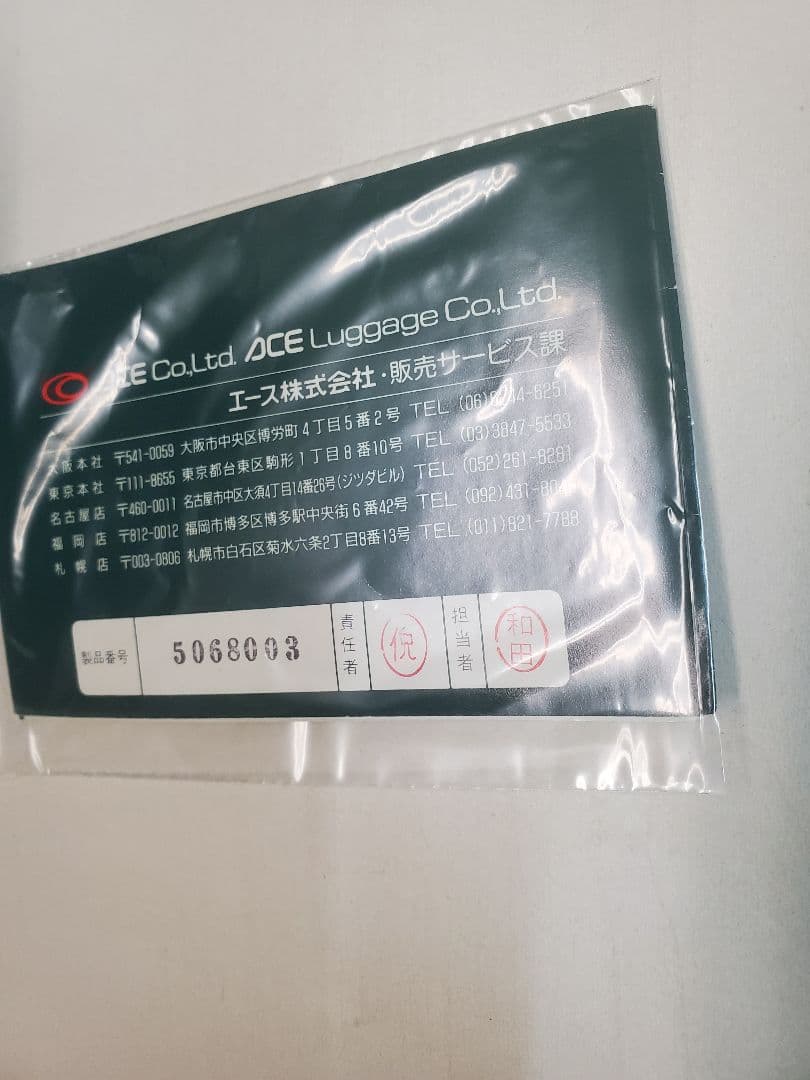 ACE Co.,Ltd. ACE Luggage Co.,Ltd.
エース株式会社・販売サービス課
大阪本社 〒541-0059 大阪市中央区博労町4丁目5番2号 TEL (06)6244-6251
東京本社 〒111-8655 東京都台東区駒形1丁目8番10号 TEL (03)3847-5533
名古屋店 〒460-0011 名古屋市中区大須4丁目14番26号(ジツダビル) TEL (052)261-8281
福岡店 〒812-0012 福岡市博多区博多駅中央街6番42号 TEL (092)431-
札幌店 〒003-0806 札幌市白石区菊水六条2丁目8番13号 TEL (011)821-7788
製品番号 5068003 責任者 倪 担当者 和田